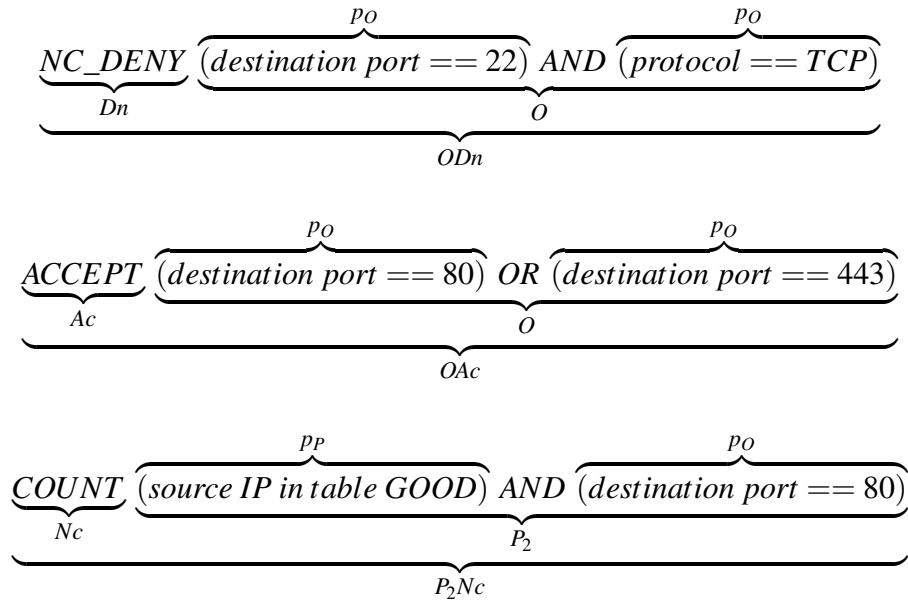 p_O p_O
NC_DENY (destination port == 22) AND (protocol == TCP)
Dn O
ODn
p_O p_O
ACCEPT (destination port == 80) OR (destination port == 443)
Ac O
OAc
p_P p_O
COUNT (source IP in table GOOD) AND (destination port == 80)
Nc P_2
P_2Nc